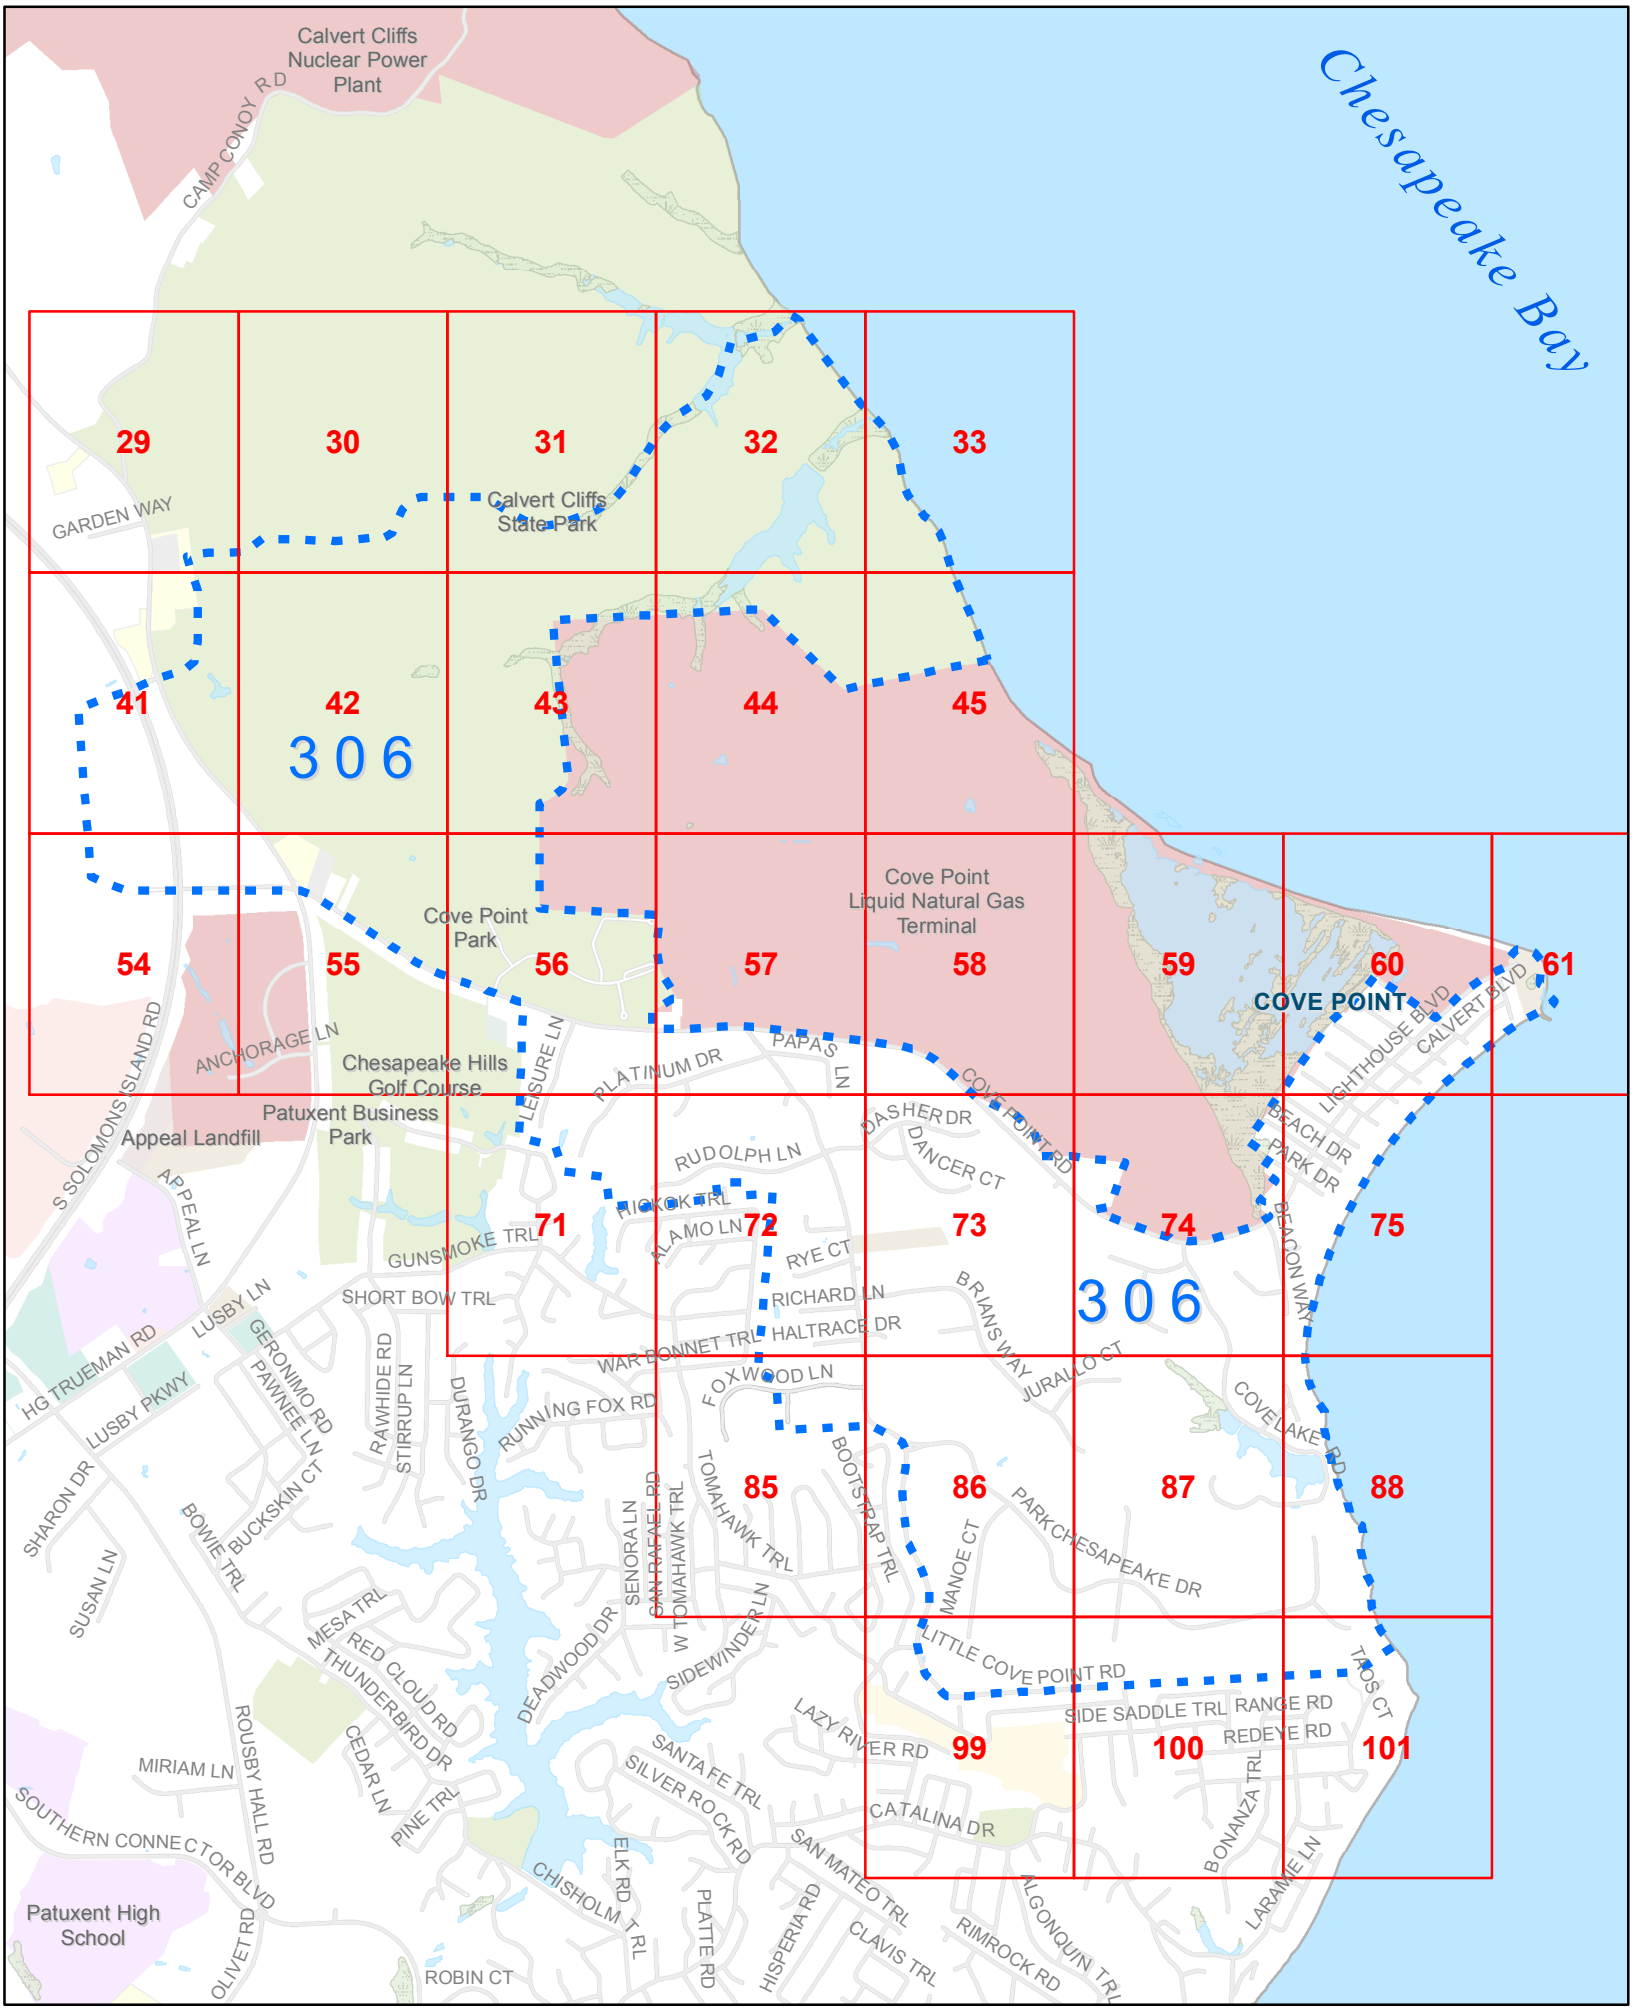 Calvert Cliffs
Nuclear Power
Plant
CAMP CONOY RD
Chesapeake Bay
29
30
31
32
33
GARDEN WAY
Calvert Cliffs
State Park
41
42
43
44
45
306
Cove Point
Liquid Natural Gas
Terminal
Cove Point
Park
54
55
56
57
58
59
60
61
COVE POINT
LIGHTHOUSE BLVD
CALVERT BLVD
S SOLOMONS ISLAND RD
ANCHORAGE LN
Chesapeake Hills
Golf Course
LEISURE LN
PLATINUM DR
PAPAS LN
COVE POINT RD
Patuxent Business
Park
Appeal Landfill
DASHER DR
DANCER CT
BEACH DR
PARK DR
APPEAL LN
RUDOLPH LN
HICKOK TRL
ALAMO LN
71
72
73
74
75
GUNSMOKE TRL
RYE CT
BEACON WAY
SHORT BOW TRL
RICHARD LN
BRIANS WAY
306
LUSBY LN
HG TRUEMAN RD
WAR BONNET TRL
HALTRACE DR
GERONIMO RD
PAWNEE LN
RAWHIDE RD
STIRRUP LN
DURANGO DR
FOXWOOD LN
JURALLO CT
COVE LAKE RD
LUSBY PKWY
RUNNING FOX RD
SHARON DR
BUCKSKIN CT
BOWIE TRL
SUSAN LN
SENORA LN
SAN RAFAEL RD
W TOMAHAWK TRL
TOMAHAWK TRL
BOOTSTRAP TRL
85
86
87
88
MANOE CT
PARKCHESAPEAKE DR
MESA TRL
RED CLOUD RD
THUNDERBIRD DR
DEADWOOD DR
SIDEWINDER LN
LITTLE COVE POINT RD
TAOS CT
SIDE SADDLE TRL
RANGE RD
REDEYE RD
LAZY RIVER RD
99
100
101
ROUSBY HALL RD
CEDAR LN
MIRIAM LN
PINE TRL
SANTA FE TRL
SILVER ROCK RD
CATALINA DR
BONANZA TRL
SOUTHERN CONNECTOR BLVD
SAN MATEO TRL
LARAMIE LN
ELK RD
CHISHOLM TRL
PLATTE RD
HISPERIA RD
CLAVIS TRL
RIMROCK RD
ALGONQUIN TRL
Patuxent High
School
OLIVET RD
ROBIN CT